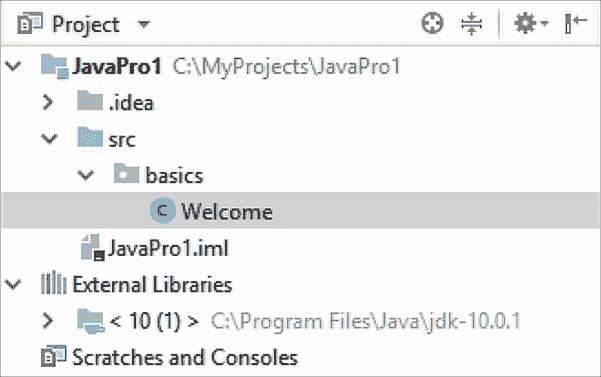 Project
JavaPro1 C:\MyProjects\JavaPro1
.idea
src
basics
C Welcome
JavaPro1.iml
External Libraries
< 10 (1) > C:\Program Files\Java\jdk-10.0.1
Scratches and Consoles